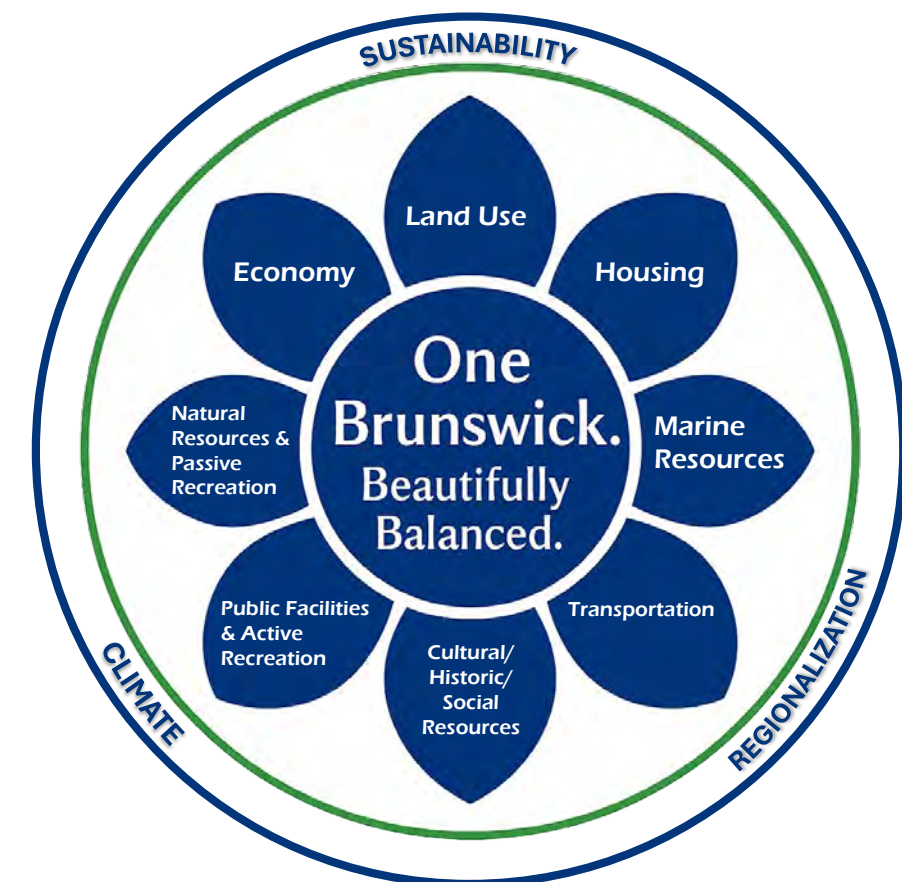 SUSTAINABILITY
Land Use
Economy
Housing
One
Brunswick.
Beautifully
Balanced.
Natural
Resources &
Passive
Recreation
Marine
Resources
Public Facilities
& Active
Recreation
Transportation
Cultural/
Historic/
Social
Resources
CLIMATE
REGIONALIZATION